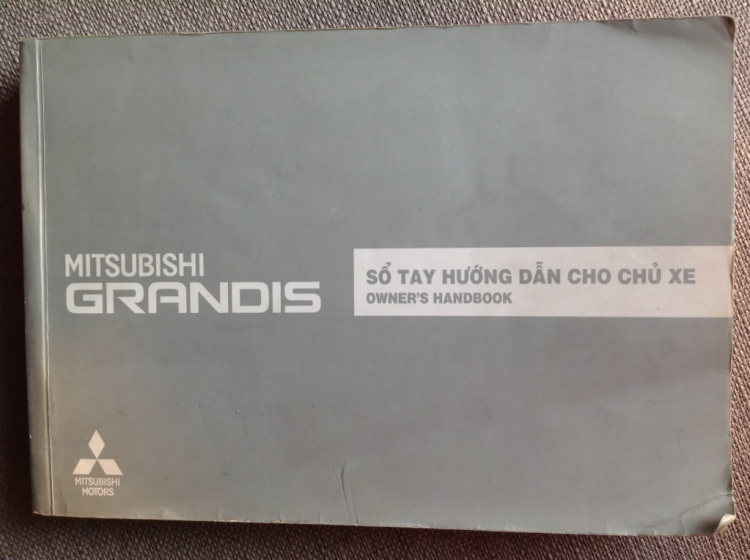 MITSUBISHI
GRANDIS
SỔ TAY HƯỚNG DẪN CHO CHỦ XE
OWNER'S HANDBOOK
MITSUBISHI
MOTORS